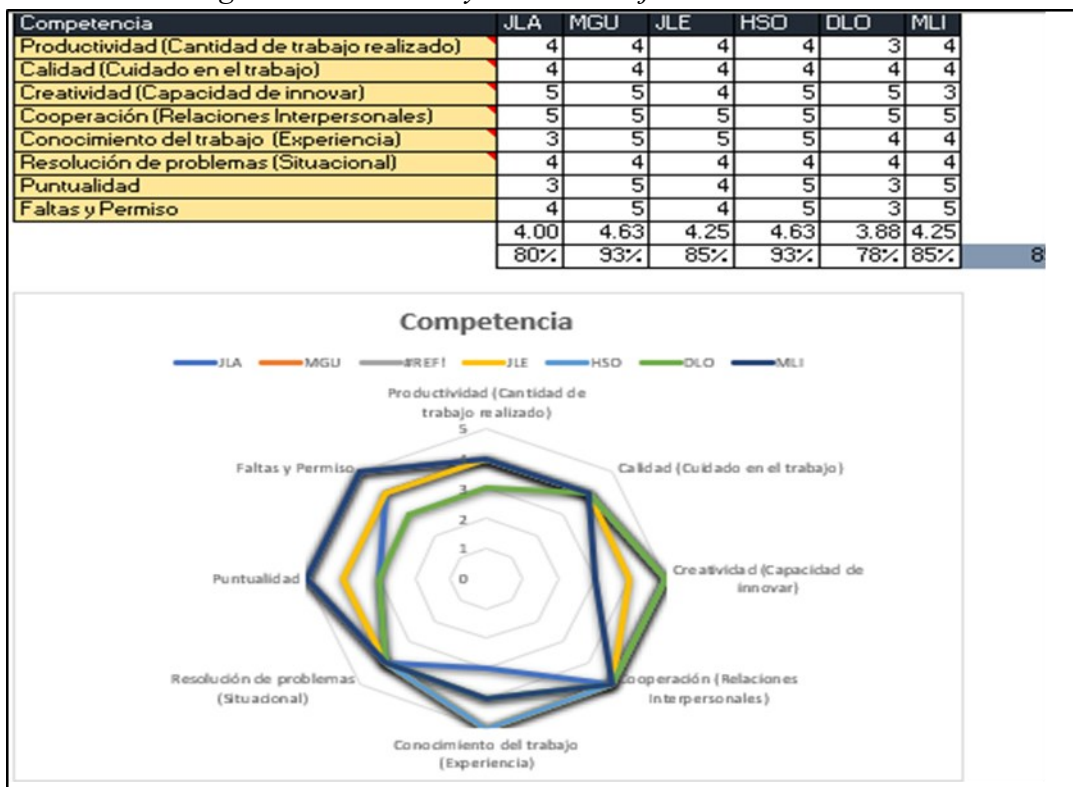 Competencia JLA MGU JLE HSO DLO MLI
Productividad (Cantidad de trabajo realizado) 4 4 4 4 3 4
Calidad (Cuidado en el trabajo) 4 4 4 4 4 4
Creatividad (Capacidad de innovar) 5 5 4 5 5 3
Cooperación (Relaciones Interpersonales) 5 5 5 5 5 5
Conocimiento del trabajo (Experiencia) 3 5 5 5 4 4
Resolución de problemas (Situacional) 4 4 4 4 4 4
Puntualidad 3 5 4 5 3 5
Faltas y Permiso 4 5 4 5 3 5
4.00 4.63 4.25 4.63 3.88 4.25
80% 93% 85% 93% 78% 85% 8
Competencia
JLA MGU #REF! JLE HSO DLO MLI
Productividad (Cantidad de
trabajo realizado)
5
Faltas y Permiso
4
Calidad (Cuidado en el trabajo)
3
2
1
Puntualidad
0
Creatividad (Capacidad de
innovar)
Resolución de problemas
(Situacional)
Cooperación (Relaciones
Interpersonales)
Conocimiento del trabajo
(Experiencia)